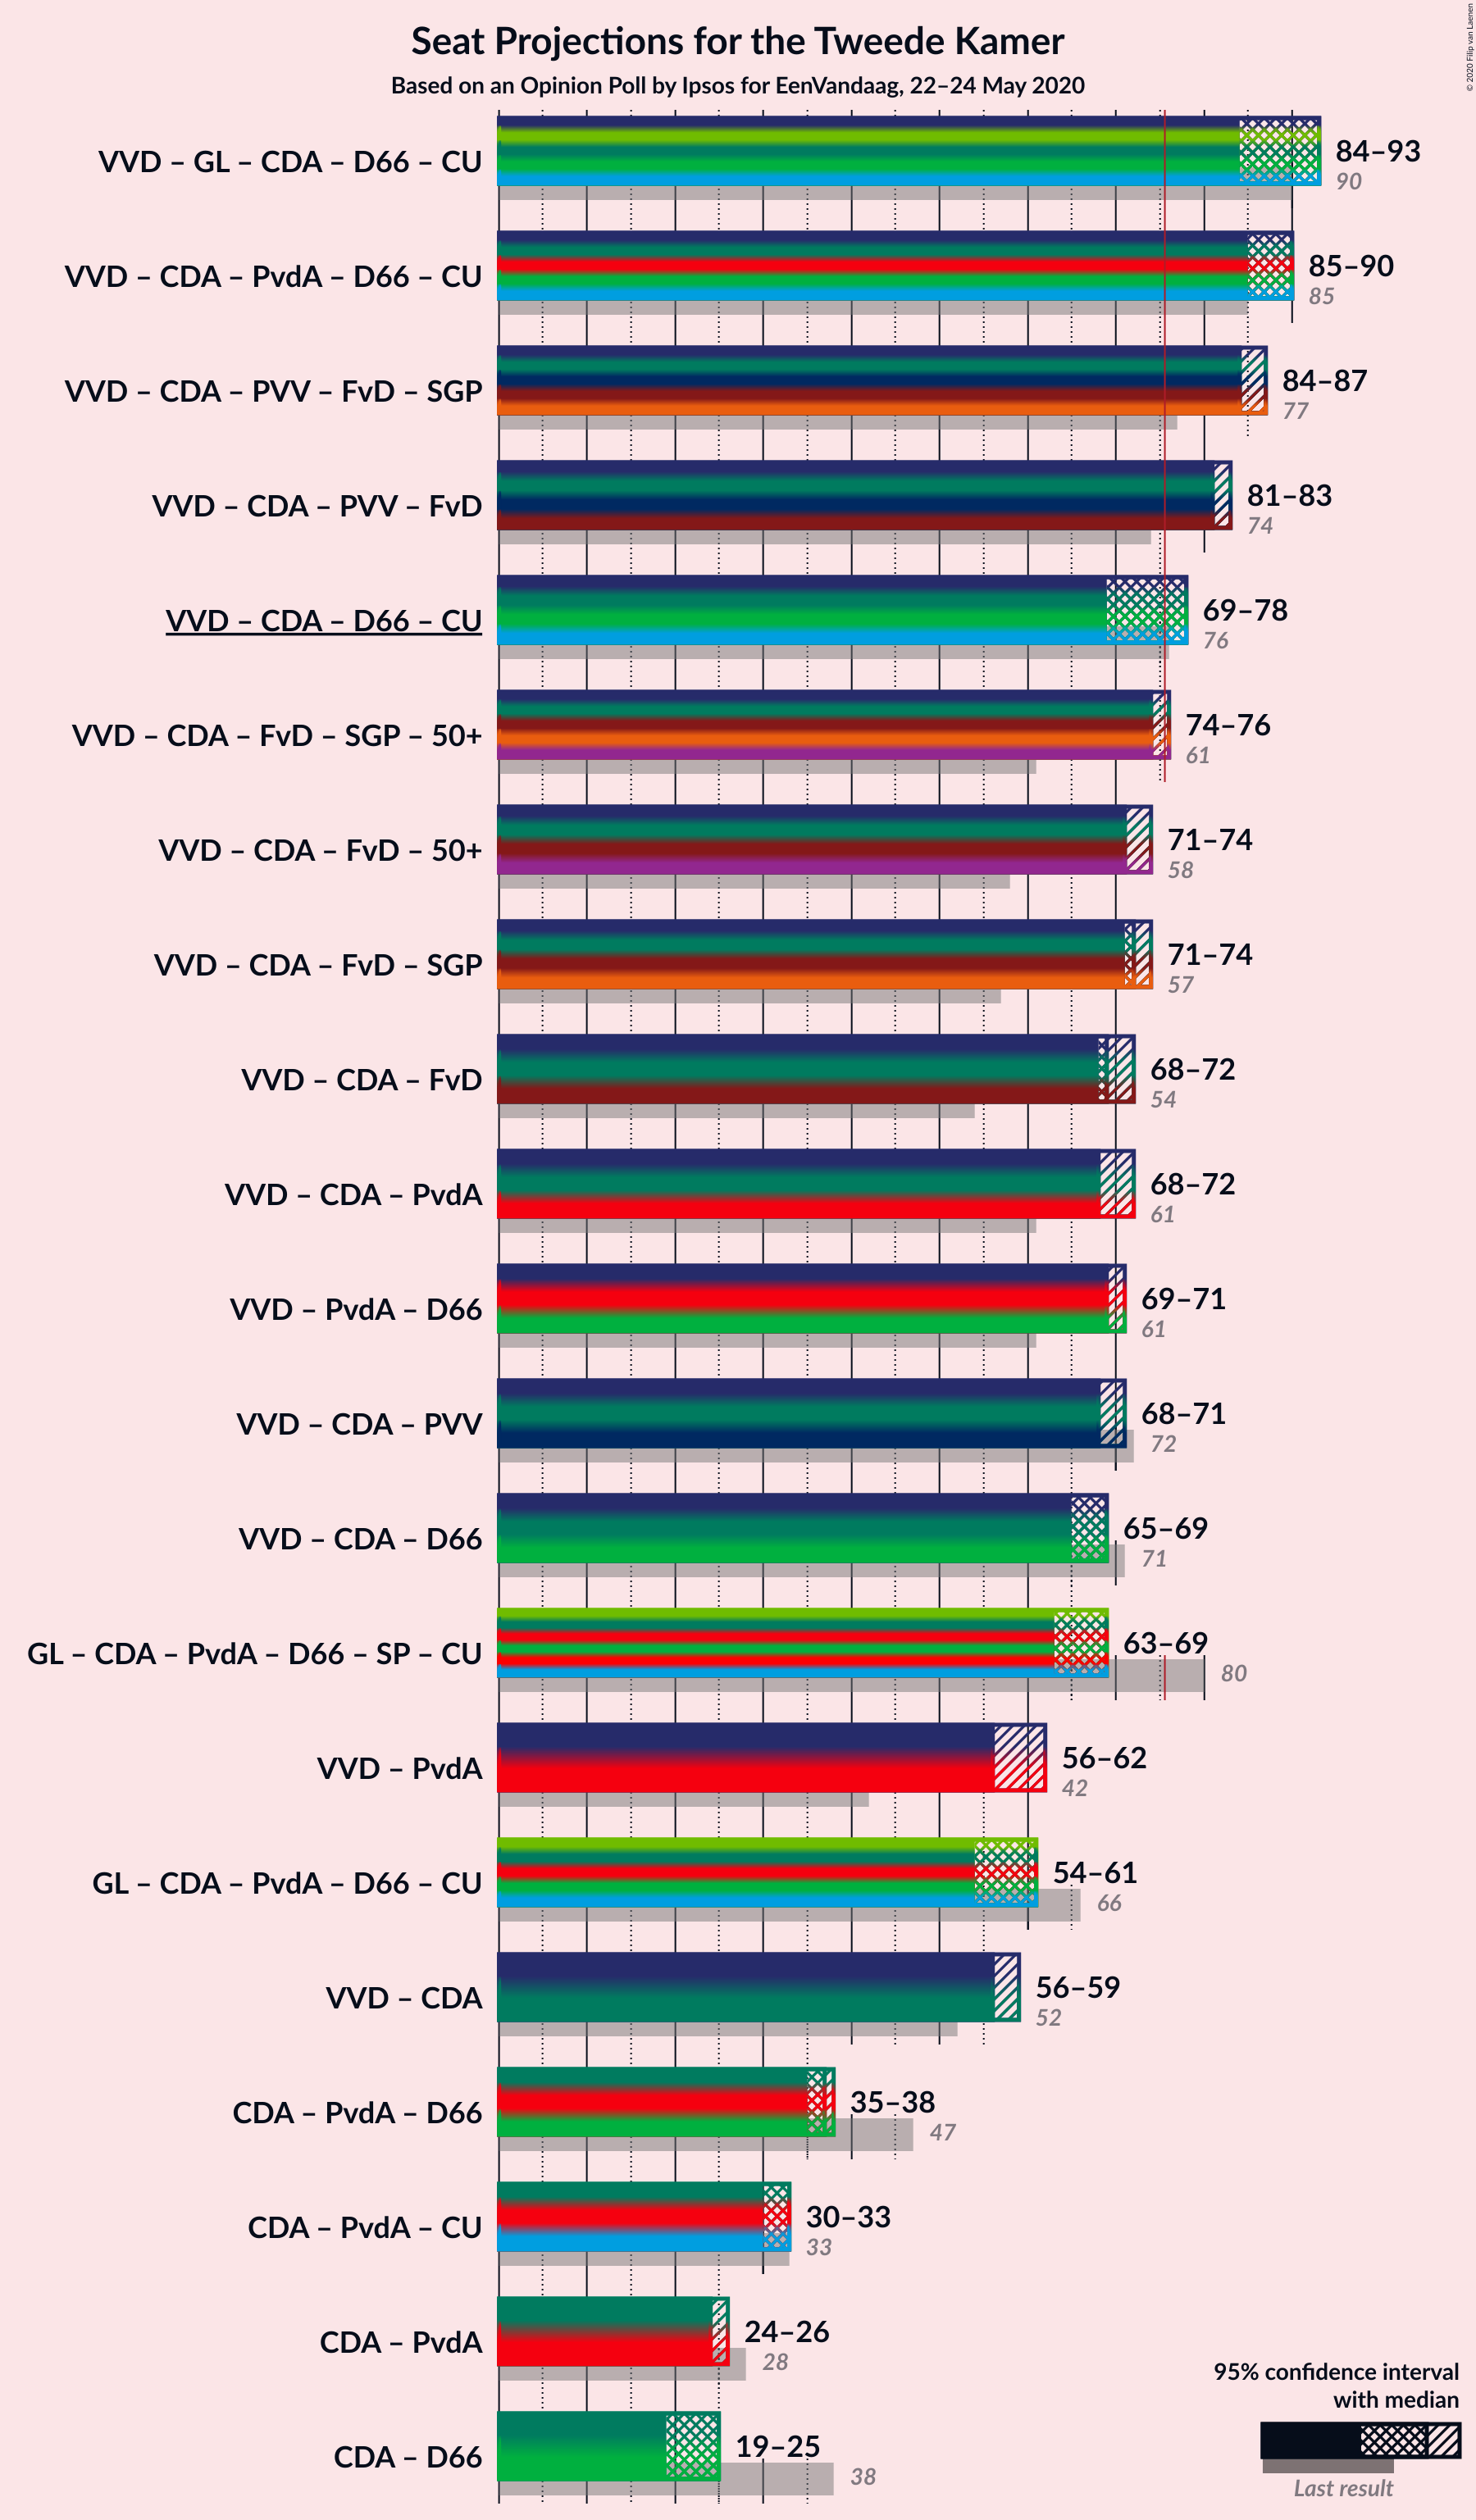 Seat Projections for the Tweede Kamer
Based on an Opinion Poll by Ipsos for EenVandaag, 22–24 May 2020
© 2020 Filip van Laenen
VVD – GL – CDA – D66 – CU
84–93
90
VVD – CDA – PvdA – D66 – CU
85–90
85
VVD – CDA – PVV – FvD – SGP
84–87
77
VVD – CDA – PVV – FvD
81–83
74
VVD – CDA – D66 – CU
69–78
76
VVD – CDA – FvD – SGP – 50+
74–76
61
VVD – CDA – FvD – 50+
71–74
58
VVD – CDA – FvD – SGP
71–74
57
VVD – CDA – FvD
68–72
54
VVD – CDA – PvdA
68–72
61
VVD – PvdA – D66
69–71
61
VVD – CDA – PVV
68–71
72
VVD – CDA – D66
65–69
71
GL – CDA – PvdA – D66 – SP – CU
63–69
80
VVD – PvdA
56–62
42
GL – CDA – PvdA – D66 – CU
54–61
66
VVD – CDA
56–59
52
CDA – PvdA – D66
35–38
47
CDA – PvdA – CU
30–33
33
CDA – PvdA
24–26
28
CDA – D66
19–25
38
95% confidence interval
with median
Last result